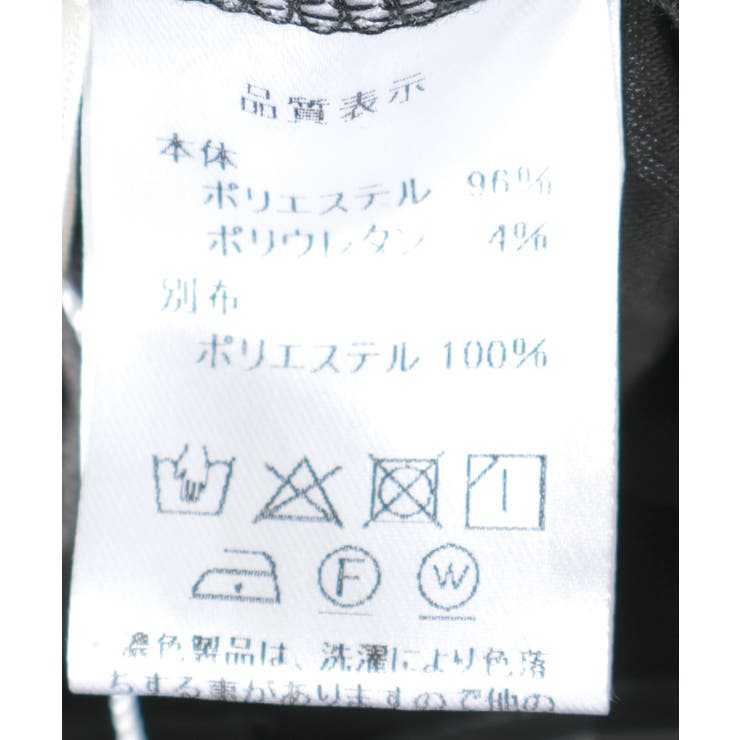 品質表示
本体
ポリエステル 96%
ポリウレタン 4%
別布
ポリエステル 100%
F W
濃色製品は、洗濯により色落
ちする事がありますので他の